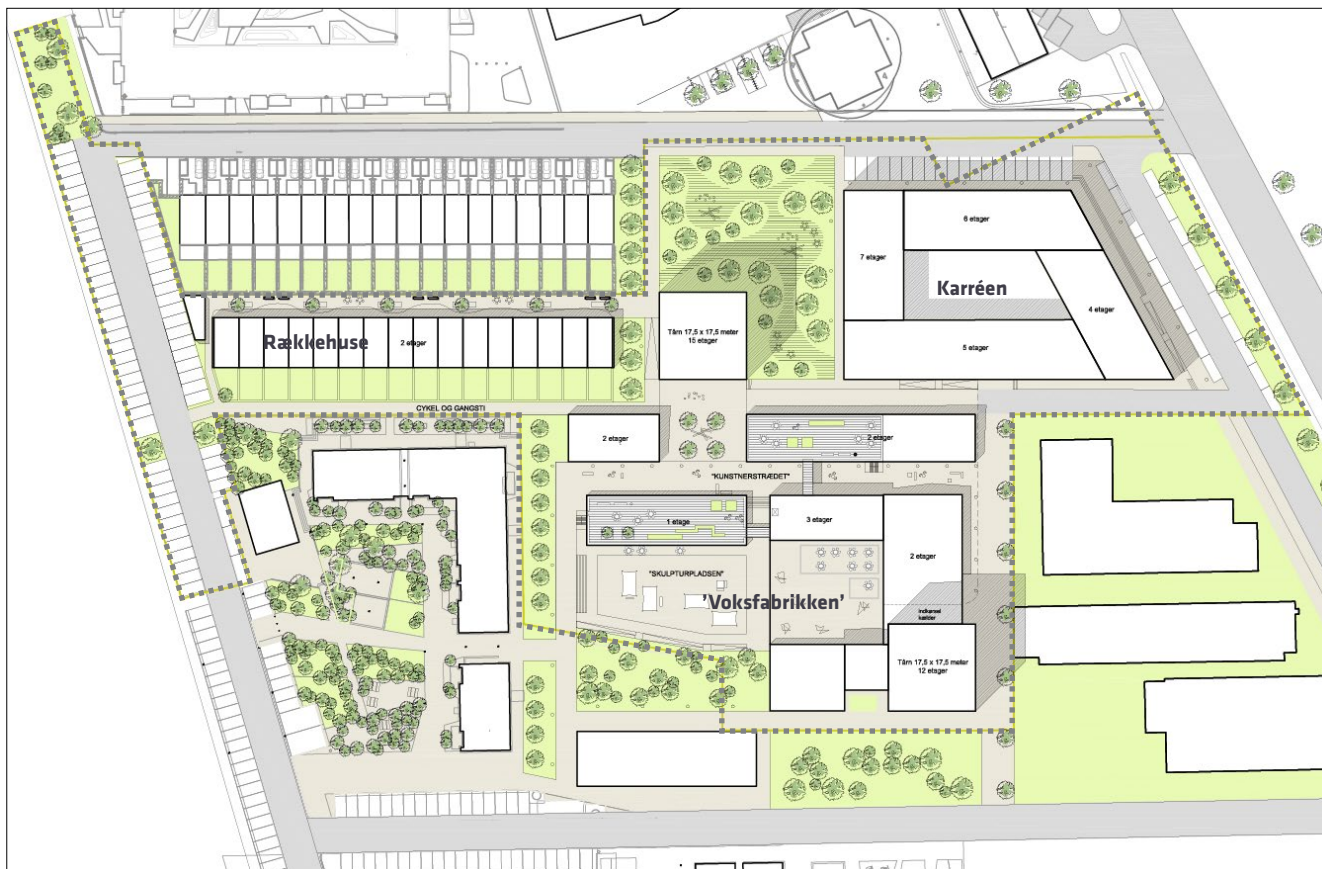 6 etager
7 etager
Karréen
4 etager
5 etager
Tårn 17,5 x 17,5 meter
15 etager
Rækkehuse
2 etager
CYKEL OG GANGSTI
2 etager
2 etager
"KUNSTNERSTRÆDET"
1 etage
3 etager
2 etager
"SKULPTURPLADSEN"
'Voksfabrikken'
Indkørsel
kælder
Tårn 17,5 x 17,5 meter
12 etager